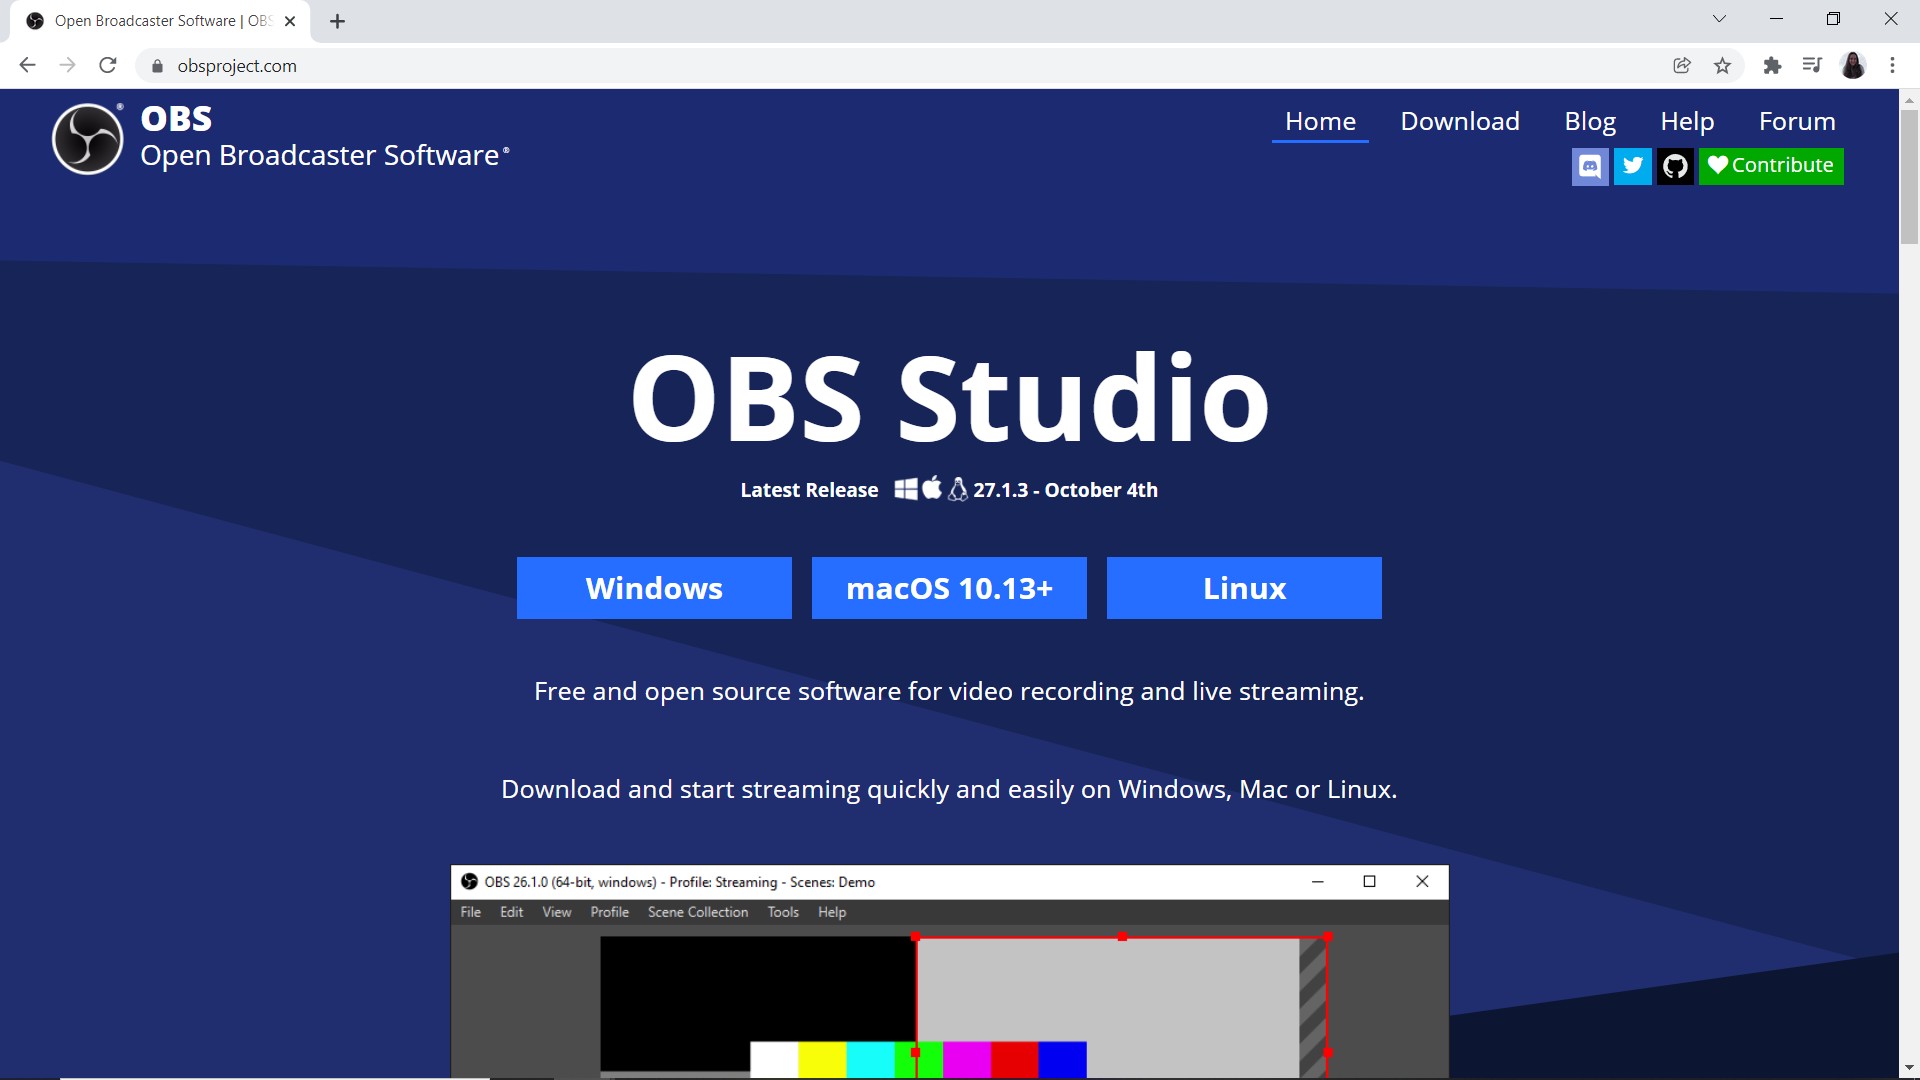 Open Broadcaster Software | OBS
obsproject.com
OBS
Open Broadcaster Software®
Home Download Blog Help Forum
Contribute
OBS Studio
Latest Release 27.1.3 - October 4th
Windows macOS 10.13+ Linux
Free and open source software for video recording and live streaming.
Download and start streaming quickly and easily on Windows, Mac or Linux.
OBS 26.1.0 (64-bit, windows) - Profile: Streaming - Scenes: Demo
File Edit View Profile Scene Collection Tools Help